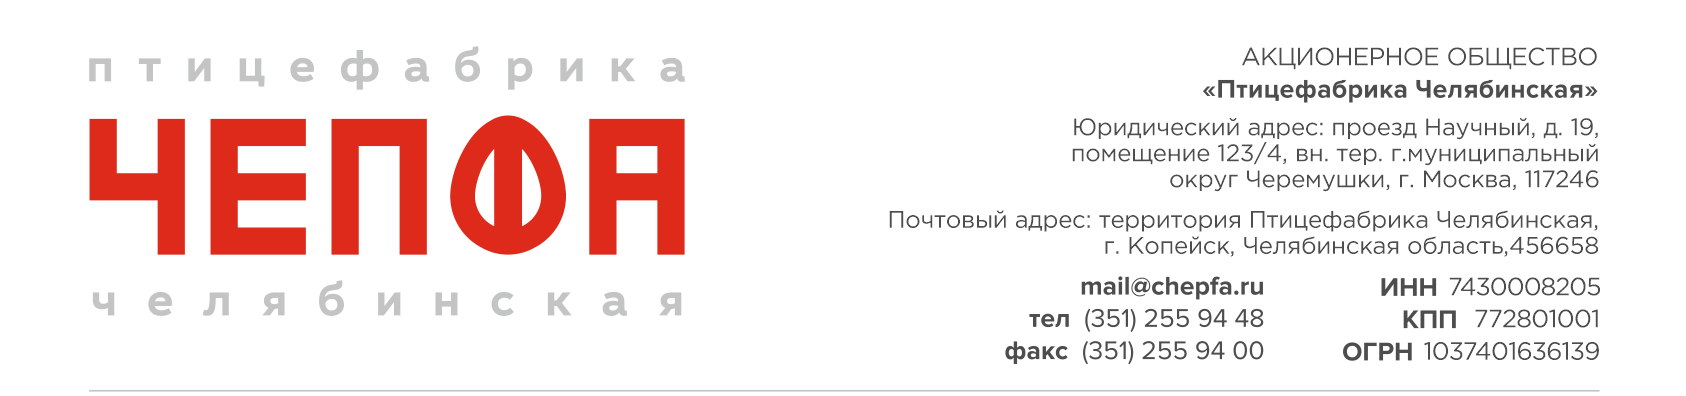 птицефабрика
ЧЕПФА
челябинская
АКЦИОНЕРНОЕ ОБЩЕСТВО
«Птицефабрика Челябинская»
Юридический адрес: проезд Научный, д. 19,
помещение 123/4, вн. тер. г.муниципальный
округ Черемушки, г. Москва, 117246
Почтовый адрес: территория Птицефабрика Челябинская,
г. Копейск, Челябинская область,456658
mail@chepfa.ru ИНН 7430008205
тел (351) 255 94 48 КПП 772801001
факс (351) 255 94 00 ОГРН 1037401636139